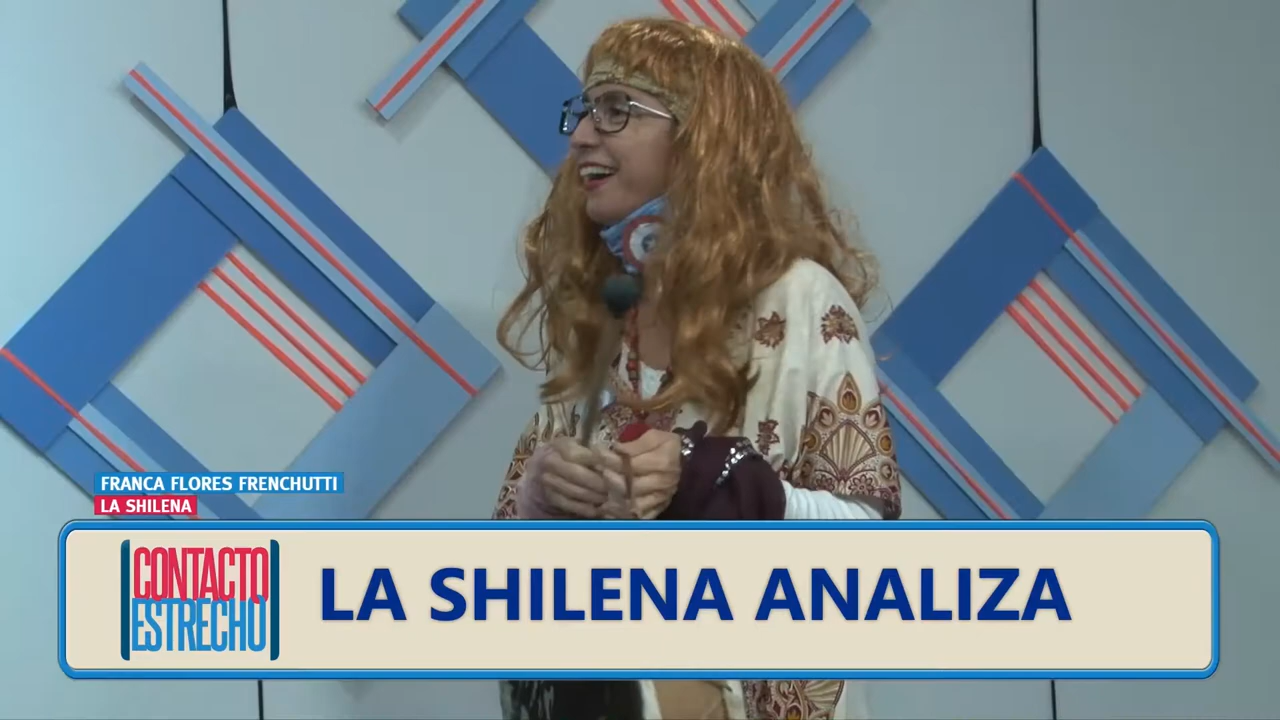 FRANCA FLORES FRENCHUTTI
LA SHILENA
CONTACTO
ESTRECHO
LA SHILENA ANALIZA